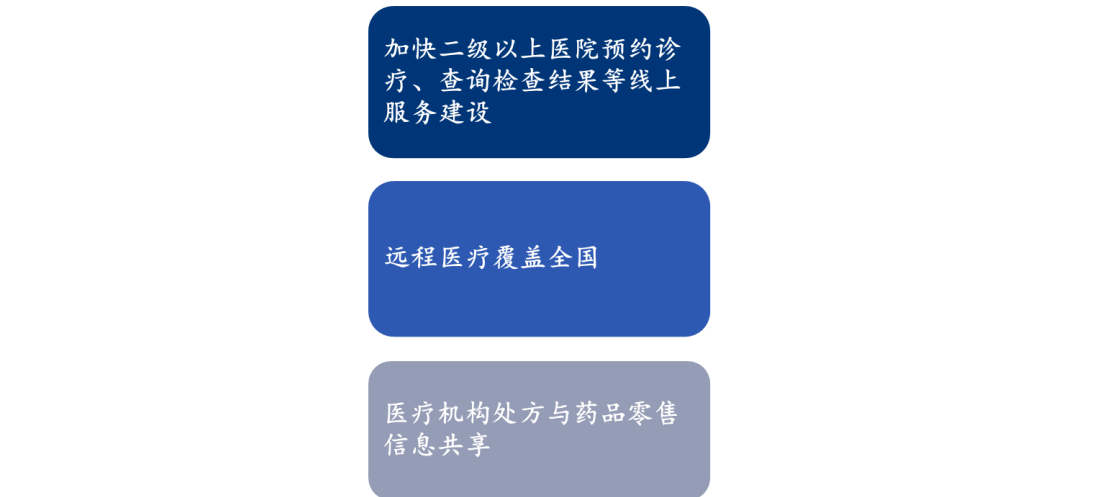 加快二级以上医院预约诊
疗、查询检查结果等线上
服务建设
远程医疗覆盖全国
医疗机构处方与药品零售
信息共享